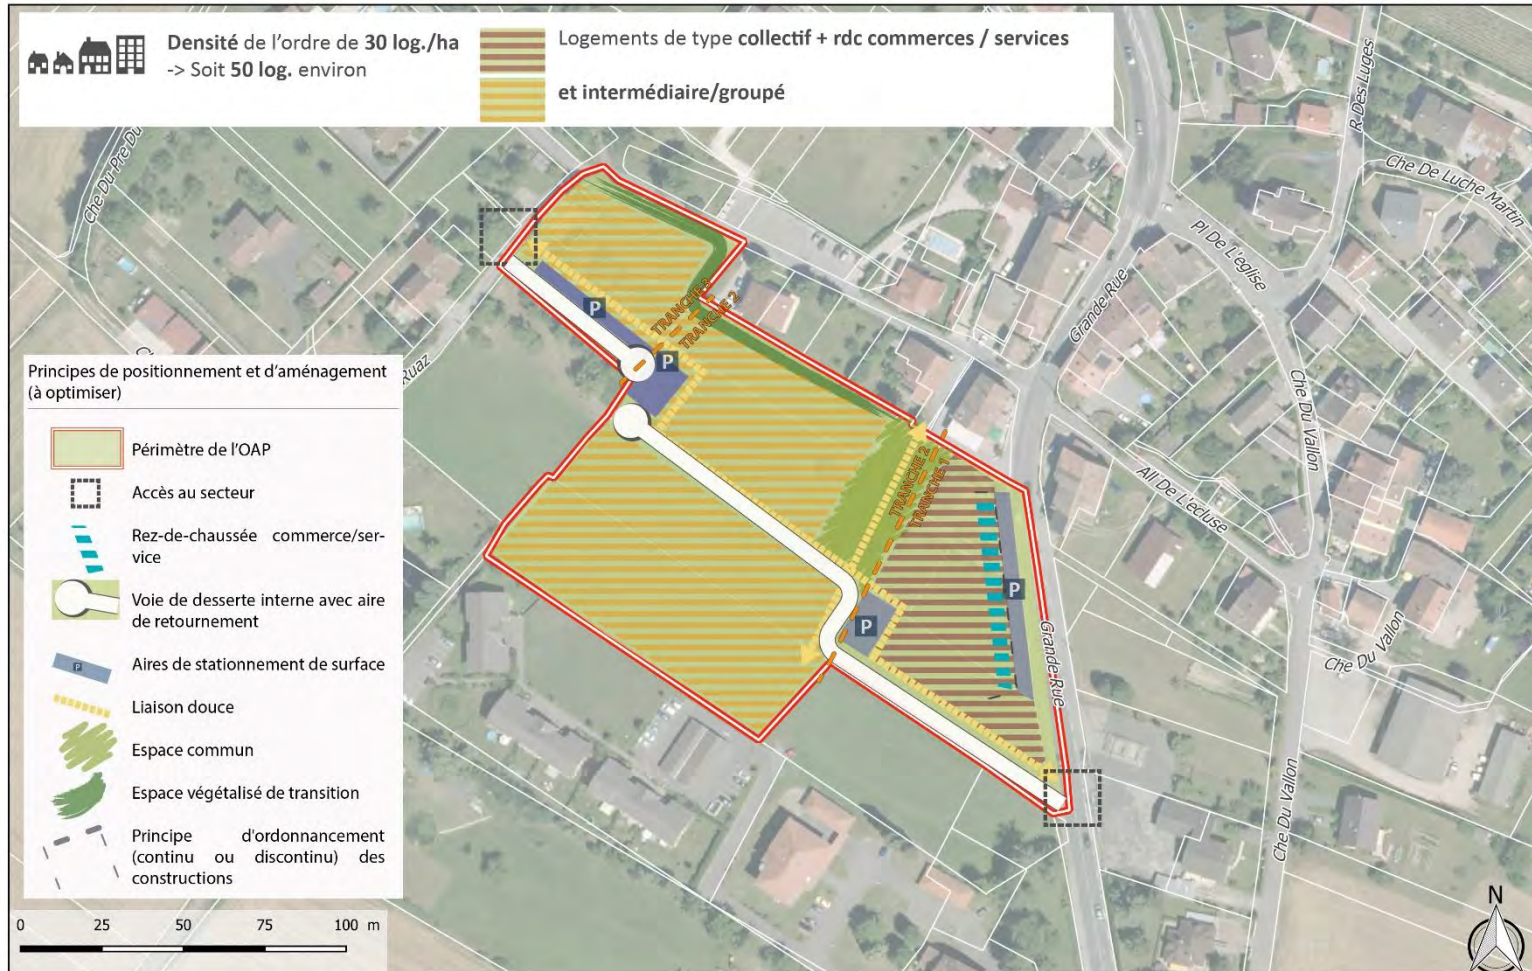 Densité de l'ordre de 30 log./ha
-> Soit 50 log. environ
Logements de type collectif + rdc commerces / services
et intermédiaire/groupé
Che Du Pre Du
R Des Luges
Che De Luche Martin
Pl De L'eglise
Grande Rue
Che Du Vallon
All De L'ecluse
Che Du Vallon
Grande Rue
Che Du Vallon
Ruaz
P
TRANCHE 3
TRANCHE 2
P
TRANCHE 2
TRANCHE 1
P
P
Principes de positionnement et d'aménagement
(à optimiser)
Périmètre de l'OAP
Accès au secteur
Rez-de-chaussée commerce/ser-
vice
Voie de desserte interne avec aire
de retournement
P
Aires de stationnement de surface
Liaison douce
Espace commun
Espace végétalisé de transition
Principe d'ordonnancement
(continu ou discontinu) des
constructions
0 25 50 75 100 m
N